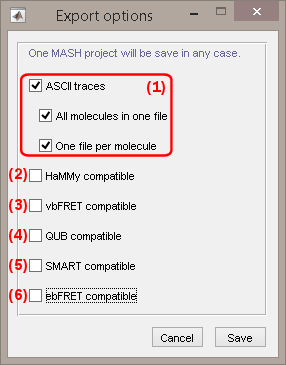 Export options
One MASH project will be save in any case.
ASCII traces (1)
All molecules in one file
One file per molecule
(2) HaMMy compatible
(3) vbFRET compatible
(4) QUB compatible
(5) SMART compatible
(6) ebFRET compatible
Cancel Save